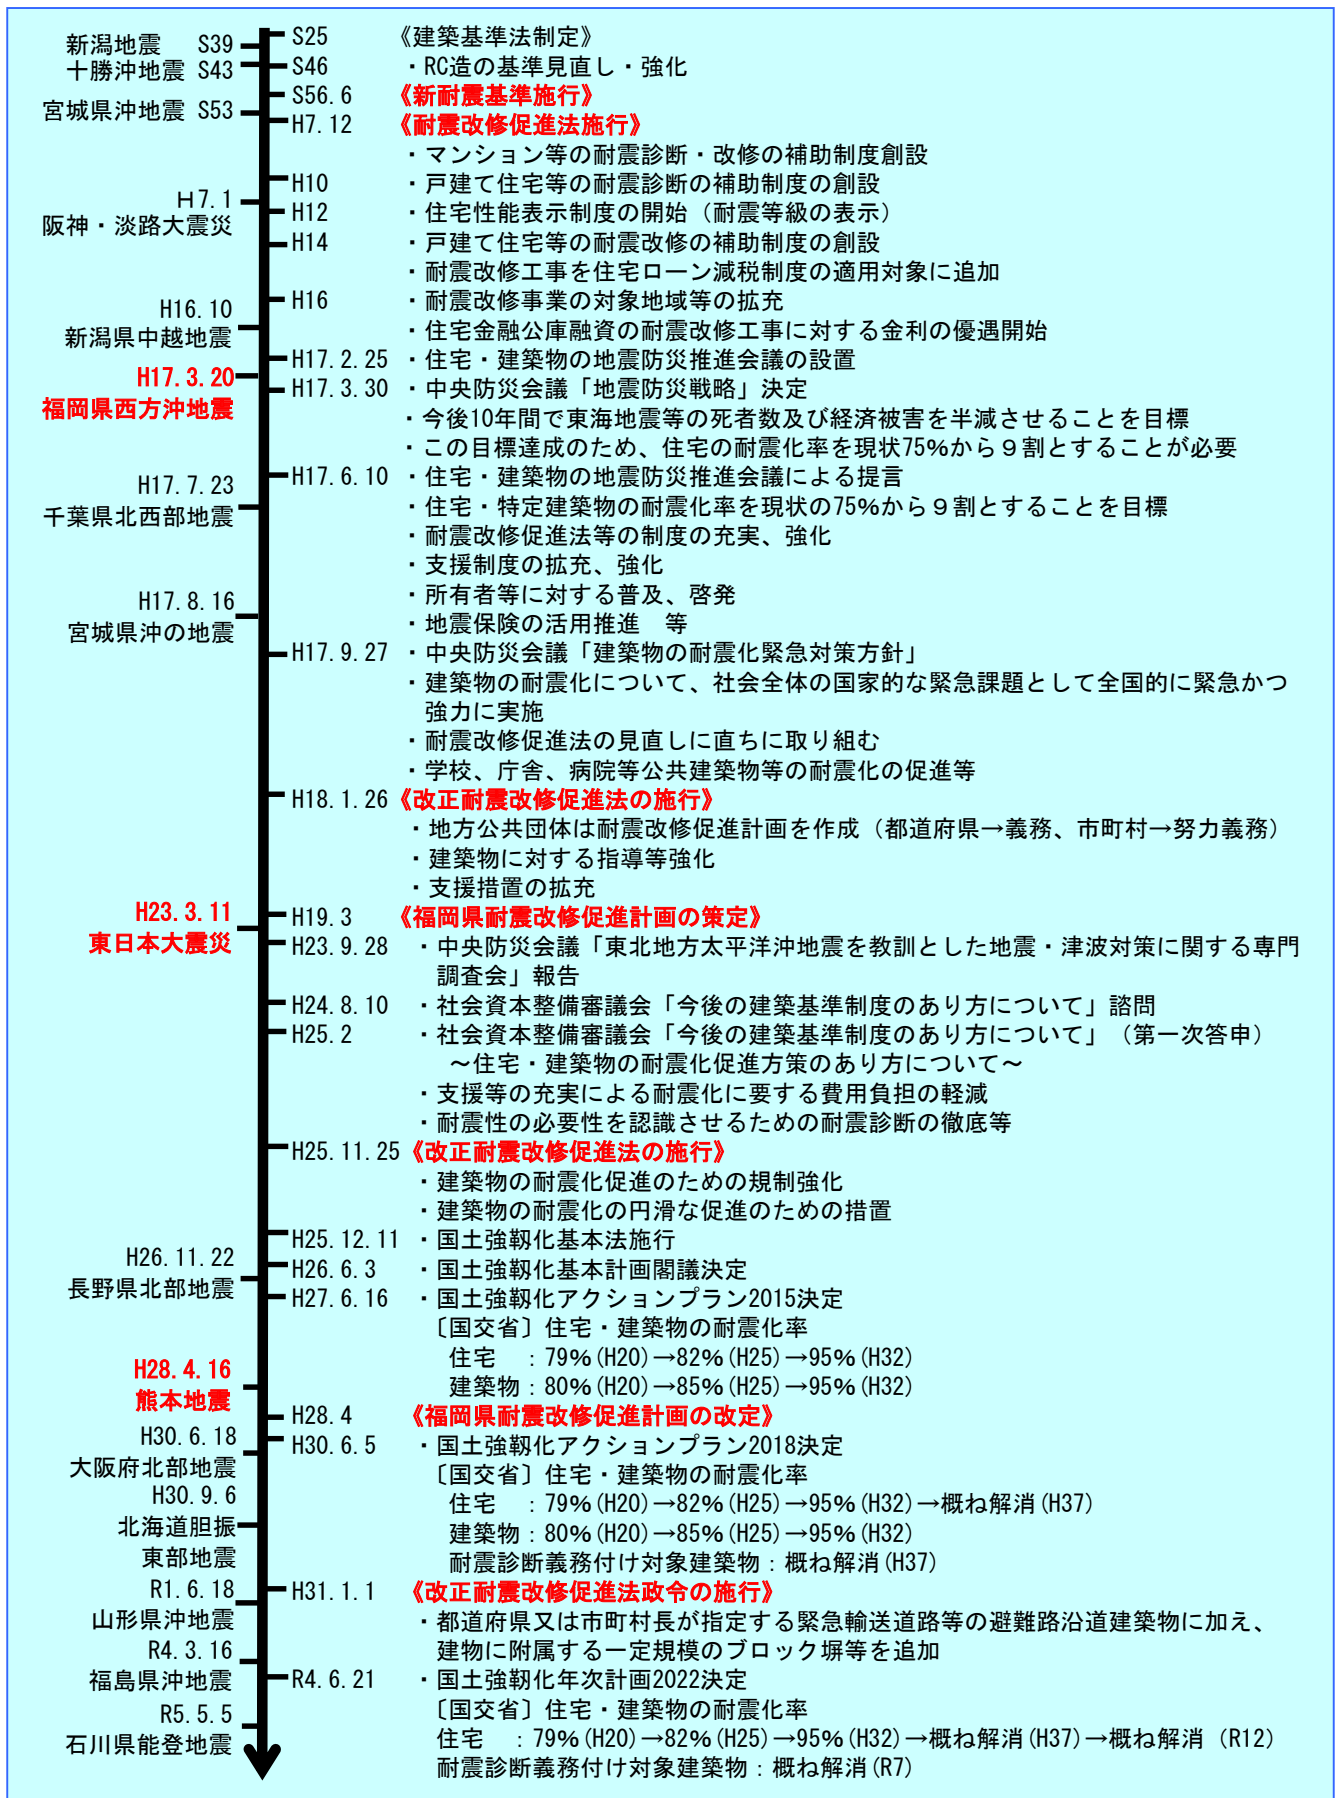 新潟地震 S39
十勝沖地震 S43
宮城県沖地震 S53
H7.1
阪神・淡路大震災
H16.10
新潟県中越地震
H17.3.20
福岡県西方沖地震
H17.7.23
千葉県北西部地震
H17.8.16
宮城県沖の地震
H23.3.11
東日本大震災
H26.11.22
長野県北部地震
H28.4.16
熊本地震
H30.6.18
大阪府北部地震
H30.9.6
北海道胆振
東部地震
R1.6.18
山形県沖地震
R4.3.16
福島県沖地震
R5.5.5
石川県能登地震
S25 《建築基準法制定》
S46 ・RC造の基準見直し・強化
S56.6 《新耐震基準施行》
H7.12 《耐震改修促進法施行》
・マンション等の耐震診断・改修の補助制度創設
H10 ・戸建て住宅等の耐震診断の補助制度の創設
H12 ・住宅性能表示制度の開始（耐震等級の表示）
H14 ・戸建て住宅等の耐震改修の補助制度の創設
・耐震改修工事を住宅ローン減税制度の適用対象に追加
H16 ・耐震改修事業の対象地域等の拡充
・住宅金融公庫融資の耐震改修工事に対する金利の優遇開始
H17.2.25 ・住宅・建築物の地震防災推進会議の設置
H17.3.30 ・中央防災会議「地震防災戦略」決定
・今後10年間で東海地震等の死者数及び経済被害を半減させることを目標
・この目標達成のため、住宅の耐震化率を現状75%から９割とすることが必要
H17.6.10 ・住宅・建築物の地震防災推進会議による提言
・住宅・特定建築物の耐震化率を現状の75%から９割とすることを目標
・耐震改修促進法等の制度の充実、強化
・支援制度の拡充、強化
・所有者等に対する普及、啓発
・地震保険の活用推進　等
H17.9.27 ・中央防災会議「建築物の耐震化緊急対策方針」
・建築物の耐震化について、社会全体の国家的な緊急課題として全国的に緊急かつ
強力に実施
・耐震改修促進法の見直しに直ちに取り組む
・学校、庁舎、病院等公共建築物等の耐震化の促進等
H18.1.26 《改正耐震改修促進法の施行》
・地方公共団体は耐震改修促進計画を作成（都道府県→義務、市町村→努力義務）
・建築物に対する指導等強化
・支援措置の拡充
H19.3 《福岡県耐震改修促進計画の策定》
H23.9.28 ・中央防災会議「東北地方太平洋沖地震を教訓とした地震・津波対策に関する専門
調査会」報告
H24.8.10 ・社会資本整備審議会「今後の建築基準制度のあり方について」諮問
H25.2 ・社会資本整備審議会「今後の建築基準制度のあり方について」（第一次答申）
～住宅・建築物の耐震化促進方策のあり方について～
・支援等の充実による耐震化に要する費用負担の軽減
・耐震性の必要性を認識させるための耐震診断の徹底等
H25.11.25 《改正耐震改修促進法の施行》
・建築物の耐震化促進のための規制強化
・建築物の耐震化の円滑な促進のための措置
H25.12.11 ・国土強靱化基本法施行
H26.6.3 ・国土強靱化基本計画閣議決定
H27.6.16 ・国土強靱化アクションプラン2015決定
〔国交省〕住宅・建築物の耐震化率
住宅　：79%(H20)→82%(H25)→95%(H32)
建築物：80%(H20)→85%(H25)→95%(H32)
H28.4 《福岡県耐震改修促進計画の改定》
H30.6.5 ・国土強靱化アクションプラン2018決定
〔国交省〕住宅・建築物の耐震化率
住宅　：79%(H20)→82%(H25)→95%(H32)→概ね解消(H37)
建築物：80%(H20)→85%(H25)→95%(H32)
耐震診断義務付け対象建築物：概ね解消(H37)
H31.1.1 《改正耐震改修促進法政令の施行》
・都道府県又は市町村長が指定する緊急輸送道路等の避難路沿道建築物に加え、
建物に附属する一定規模のブロック塀等を追加
R4.6.21 ・国土強靱化年次計画2022決定
〔国交省〕住宅・建築物の耐震化率
住宅　：79%(H20)→82%(H25)→95%(H32)→概ね解消(H37)→概ね解消（R12）
耐震診断義務付け対象建築物：概ね解消(R7)